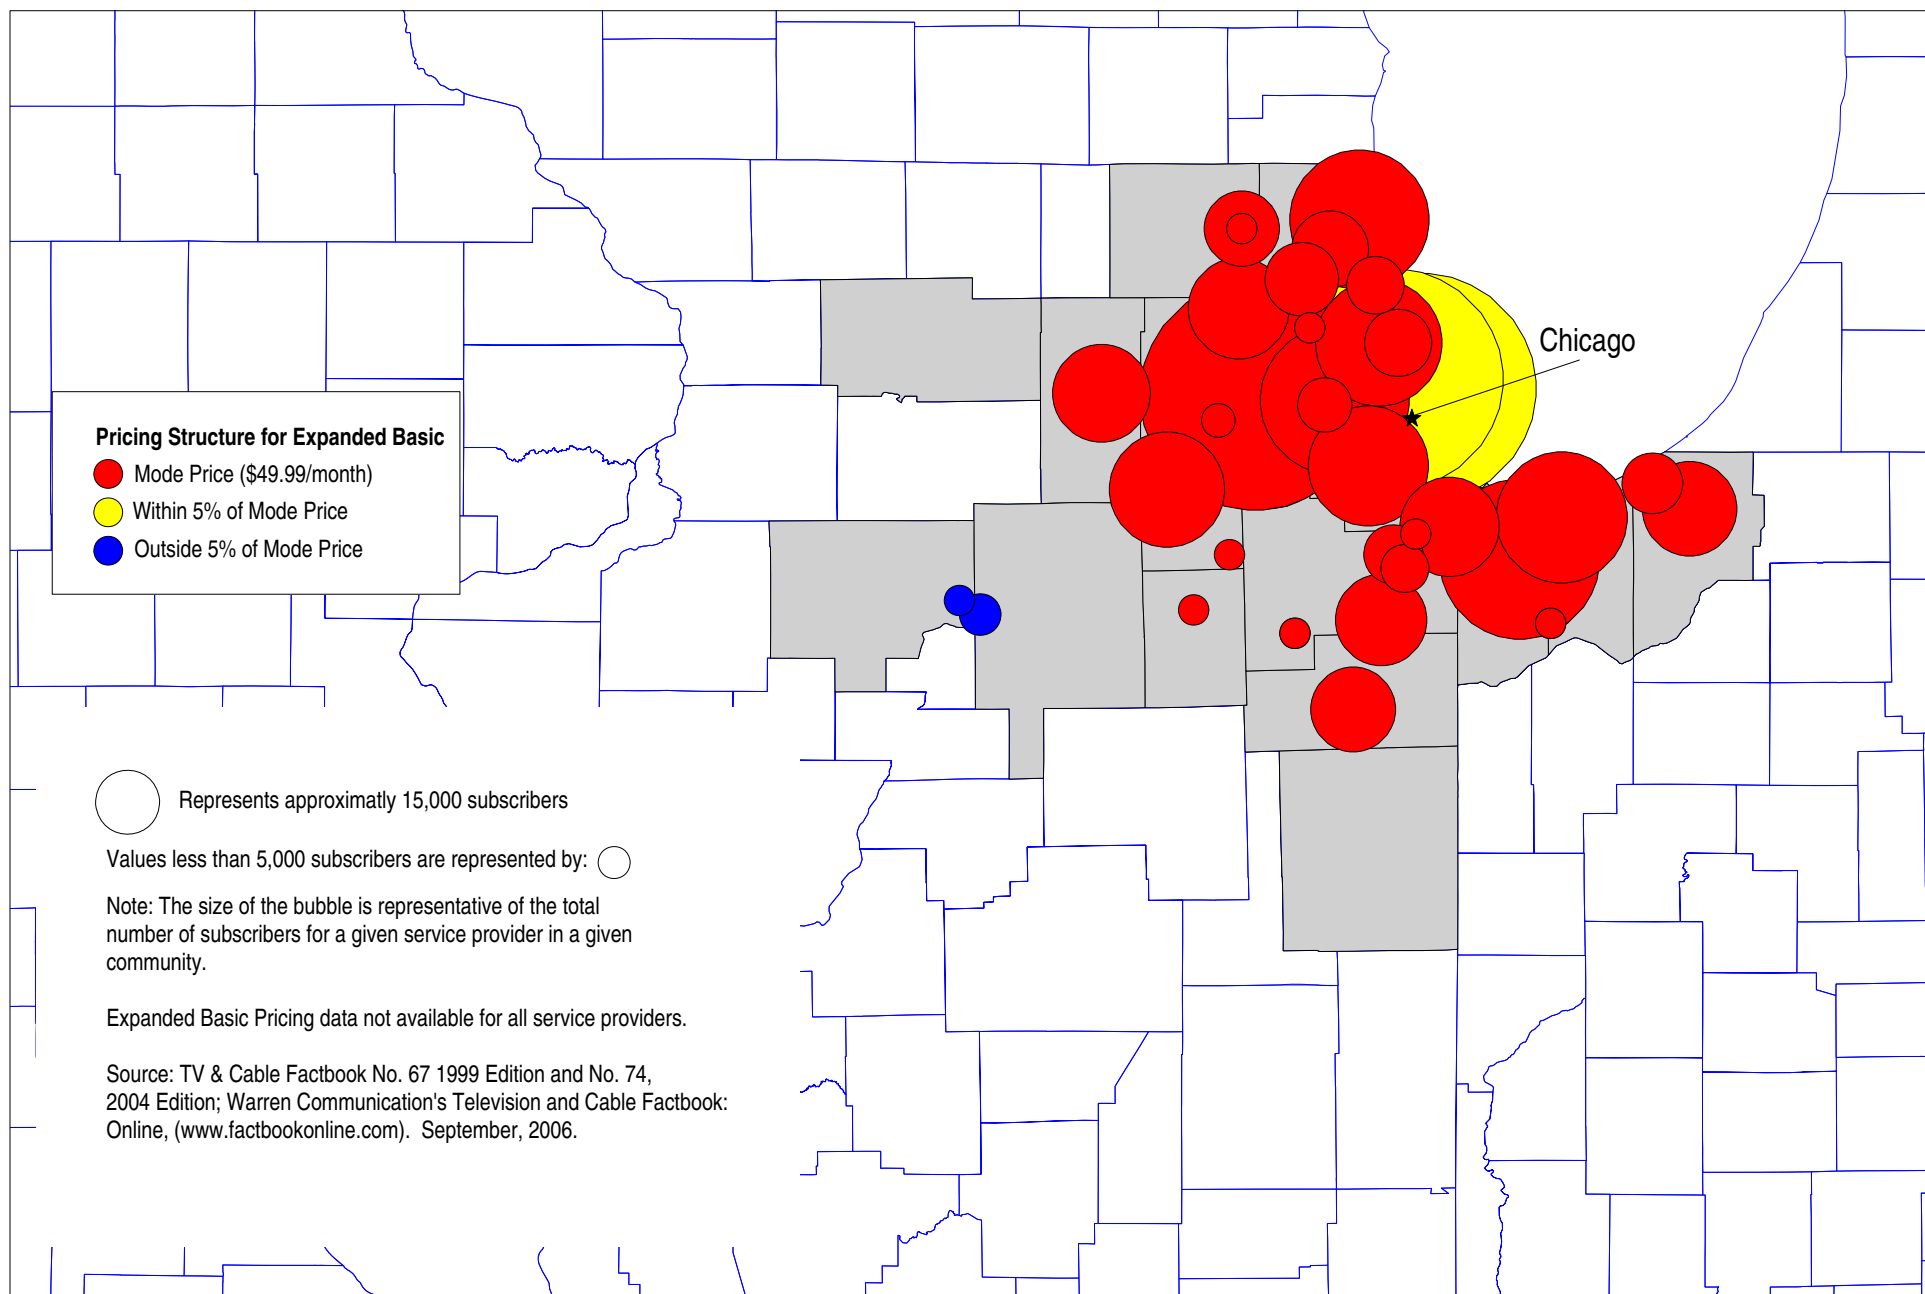 Chicago
Pricing Structure for Expanded Basic
Mode Price ($49.99/month)
Within 5% of Mode Price
Outside 5% of Mode Price
Represents approximatly 15,000 subscribers
Values less than 5,000 subscribers are represented by:
Note: The size of the bubble is representative of the total
number of subscribers for a given service provider in a given
community.
Expanded Basic Pricing data not available for all service providers.
Source: TV & Cable Factbook No. 67 1999 Edition and No. 74,
2004 Edition; Warren Communication's Television and Cable Factbook:
Online, (www.factbookonline.com).  September, 2006.